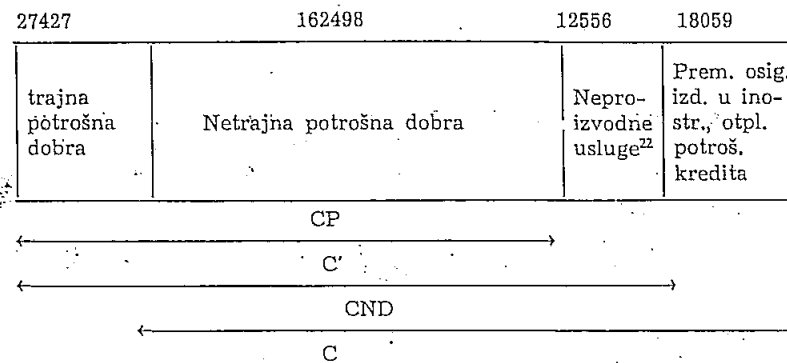 27427 162498 12556 18059
trajna
potrošna
dobra
Netrajna potrošna dobra
Nepro-
izvodne
usluge²²
Prem. osig.
izd. u ino-
str., otpl.
potroš.
kredita
CP
C'
CND
C